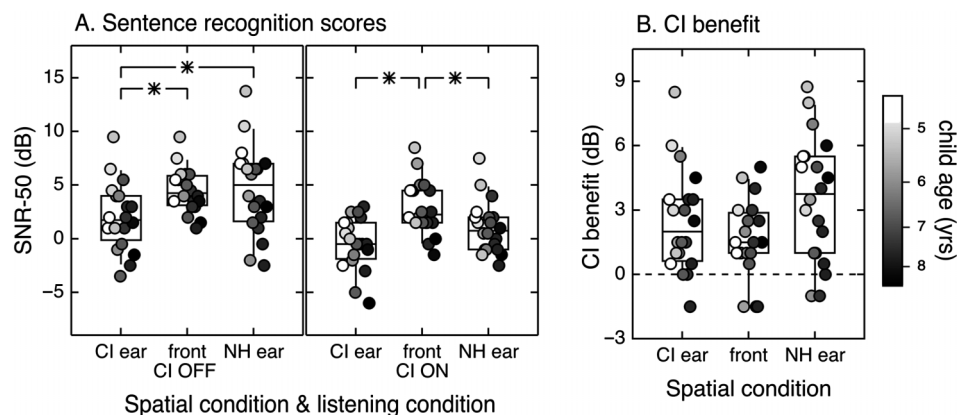 A. Sentence recognition scores
SNR-50 (dB)
15
10
5
0
−5
* * * *
CI ear front NH ear CI ear front NH ear
CI OFF CI ON
Spatial condition & listening condition
B. CI benefit
CI benefit (dB)
9
6
3
0
−3
CI ear front NH ear
Spatial condition
5
6
7
8
child age (yrs)